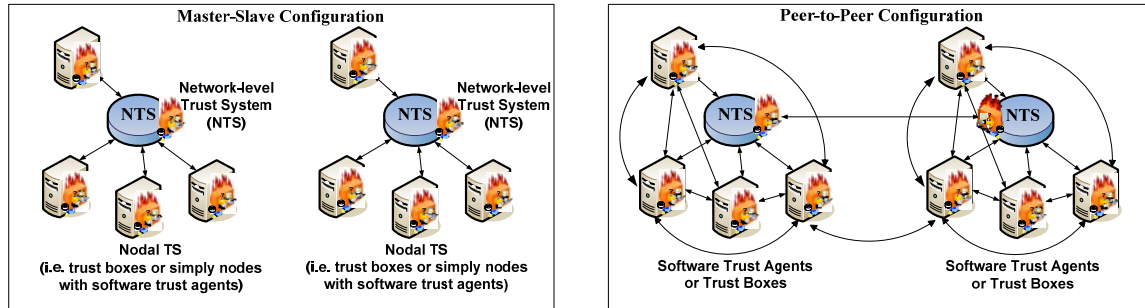 Master-Slave Configuration
Network-level
Trust System
(NTS)
NTS
Nodal TS
(i.e. trust boxes or simply nodes
with software trust agents)
Network-level
Trust System
(NTS)
NTS
Nodal TS
(i.e. trust boxes or simply nodes
with software trust agents)
Peer-to-Peer Configuration
NTS
NTS
Software Trust Agents
or Trust Boxes
Software Trust Agents
or Trust Boxes